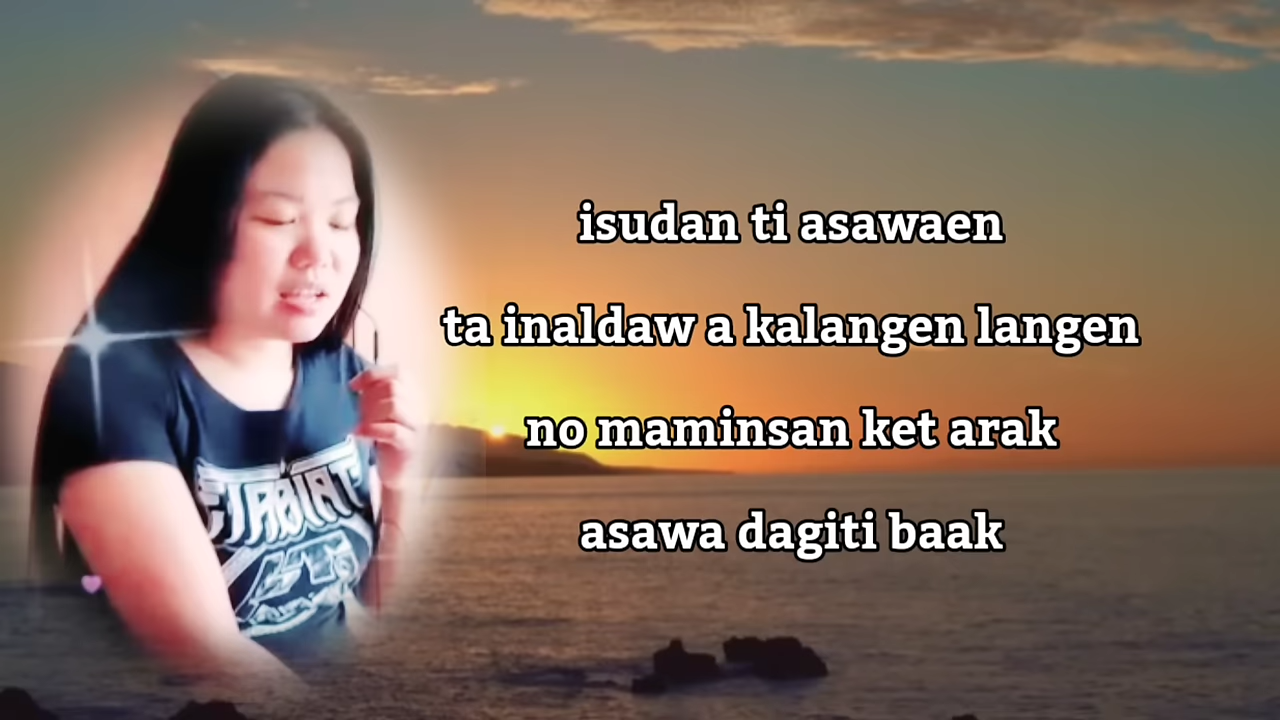 isudan ti asawaen
ta inaldaw a kalangen langen
no maminsan ket arak
asawa dagiti baak